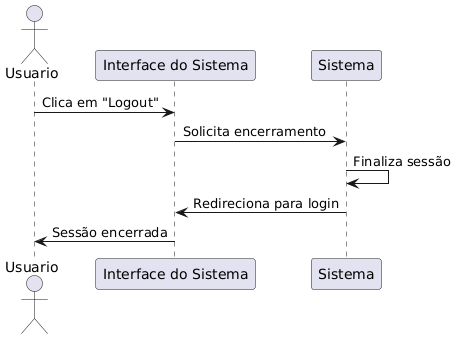 Usuario
Interface do Sistema
Sistema
Clica em "Logout"
Solicita encerramento
Finaliza sessão
Redireciona para login
Sessão encerrada
Usuario
Interface do Sistema
Sistema